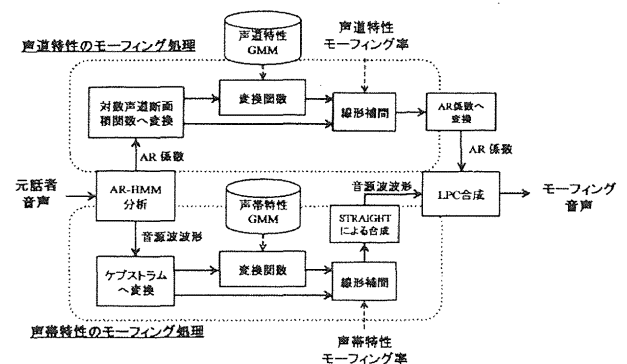 声道特性のモーフィング処理
声道特性
GMM
声道特性
モーフィング率
対数声道断面
積関数へ変換
変換関数
線形補間
AR係数へ
変換
AR 係数
AR 係数
元話者
音声
AR-HMM
分析
声帯特性
GMM
音源波波形
LPC合成
モーフィング
音声
音源波波形
STRAIGHT
による合成
ケプストラム
へ変換
変換関数
線形補間
声帯特性のモーフィング処理
声帯特性
モーフィング率